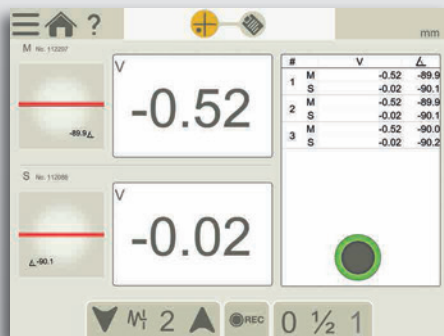 ?
mm
M No. 112207
-89.9
V
-0.52
S No. 112088
-90.1
V
-0.02
# V
1 M -0.52 -89.9
S -0.02 -90.1
2 M -0.52 -89.9
S -0.02 -90.1
3 M -0.52 -90.0
S -0.02 -90.2
2 REC 0 ½ 1